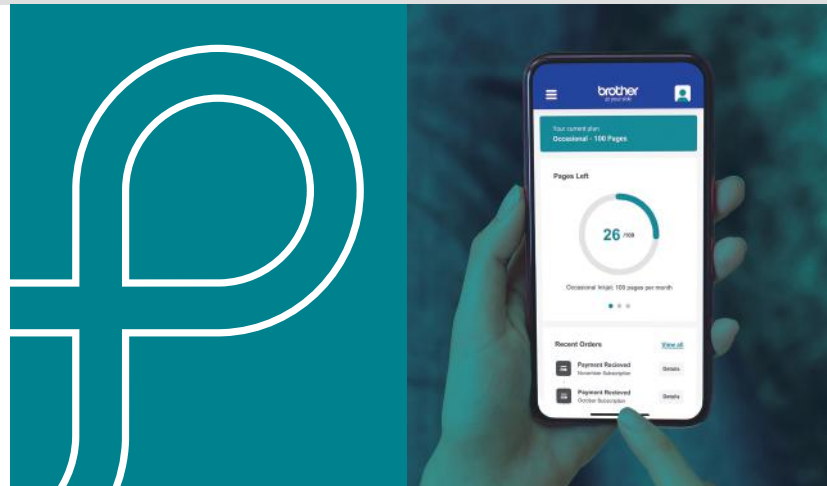 brother
at your side
Your current plan
Occasional - 100 Pages
Pages Left
26 /100
Occasional Inkjet: 100 pages per month
Recent Orders View all
Payment Recieved
November Subscription
Details
Payment Recieved
October Subscription
Details